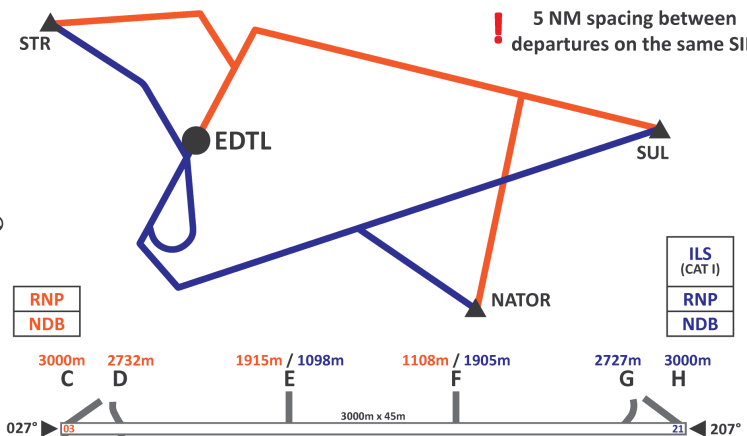 ! 5 NM spacing between
departures on the same SID
STR
EDTL
SUL
NATOR
RNP
NDB
ILS
(CAT I)
RNP
NDB
3000m 2732m 1915m / 1098m 1108m / 1905m 2727m 3000m
C D E F G H
3000m x 45m
027° 03 21 207°